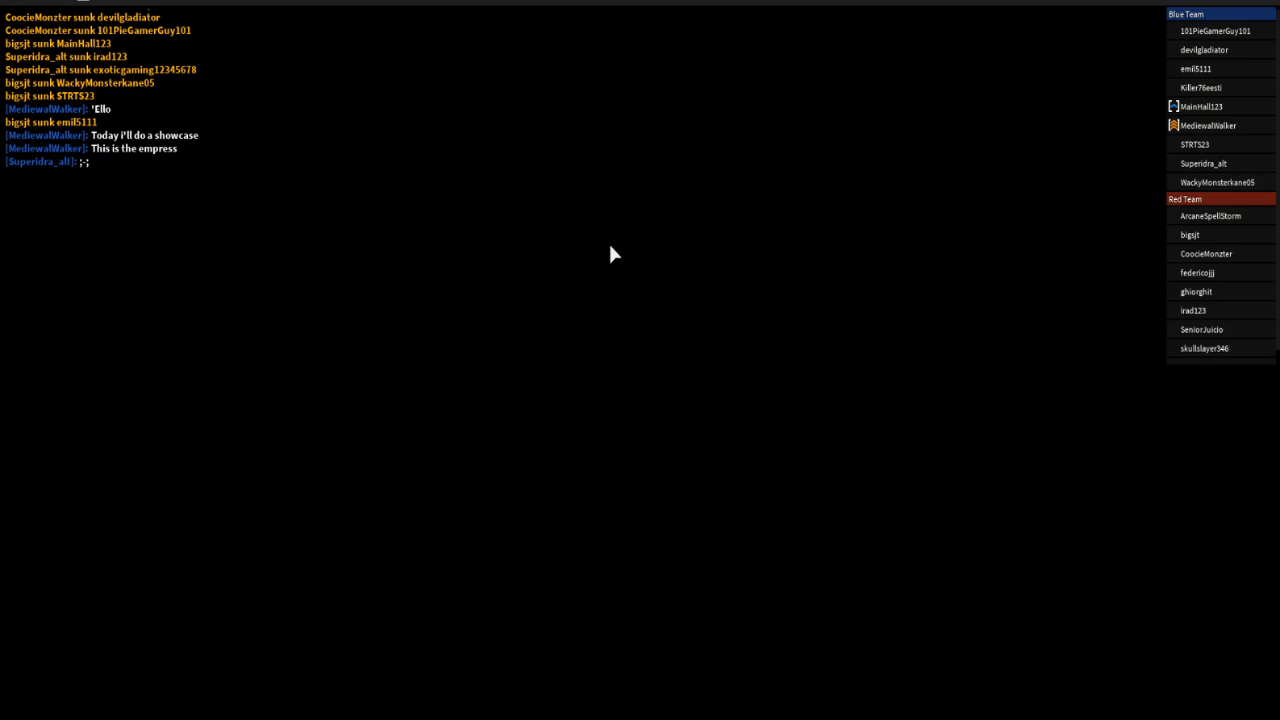 CoocieMonzter sunk devilgladiator
CoocieMonzter sunk 101PieGamerGuy101
bigsjt sunk MainHall123
Superidra_alt sunk irad123
Superidra_alt sunk exoticgaming12345678
bigsjt sunk WackyMonsterkane05
bigsjt sunk STRTS23
[MediewalWalker]: 'Ello
bigsjt sunk emil5111
[MediewalWalker]: Today i'll do a showcase
[MediewalWalker]: This is the empress
[Superidra_alt]: ;-;
Blue Team
101PieGamerGuy101
devilgladiator
emil5111
Killer76eesti
MainHall123
MediewalWalker
STRTS23
Superidra_alt
WackyMonsterkane05
Red Team
ArcaneSpellStorm
bigsjt
CoocieMonzter
federicojjj
ghiorghit
irad123
SeniorJuicio
skullslayer346